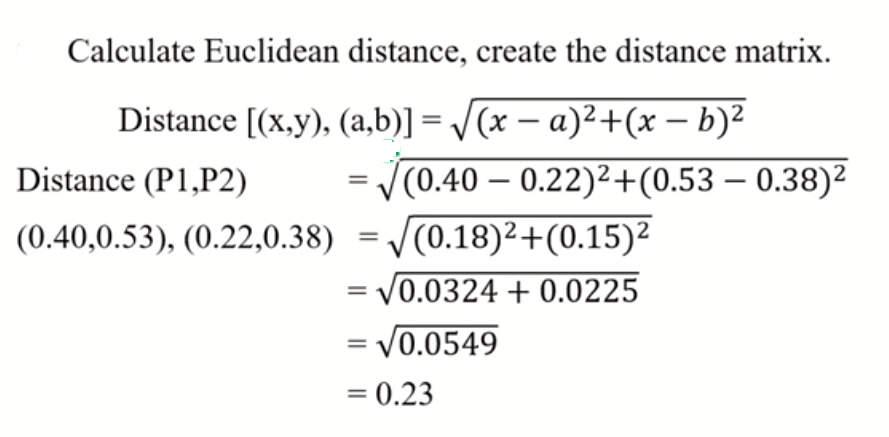 Calculate Euclidean distance, create the distance matrix.
Distance [(x,y), (a,b)] = √(x − a)²+(x − b)²
Distance (P1,P2) = √(0.40 − 0.22)²+(0.53 − 0.38)²
(0.40,0.53), (0.22,0.38) = √(0.18)²+(0.15)²
= √0.0324 + 0.0225
= √0.0549
= 0.23